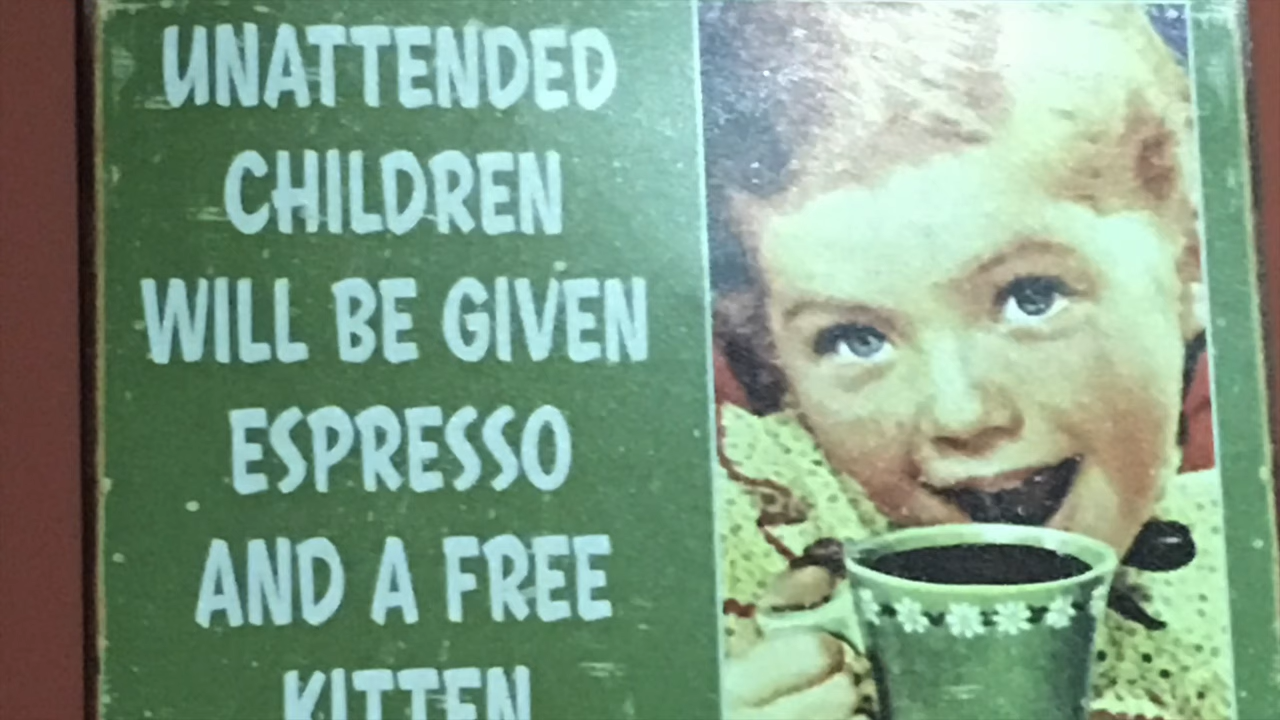 UNATTENDED
CHILDREN
WILL BE GIVEN
ESPRESSO
AND A FREE
KITTEN